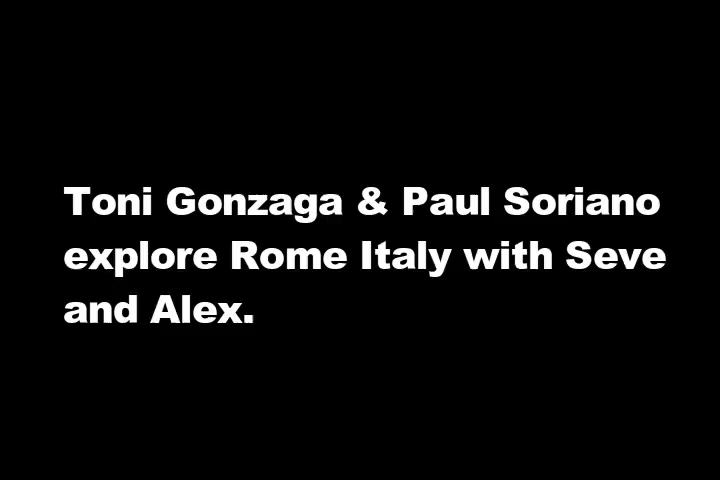 Toni Gonzaga & Paul Soriano
explore Rome Italy with Seve
and Alex.